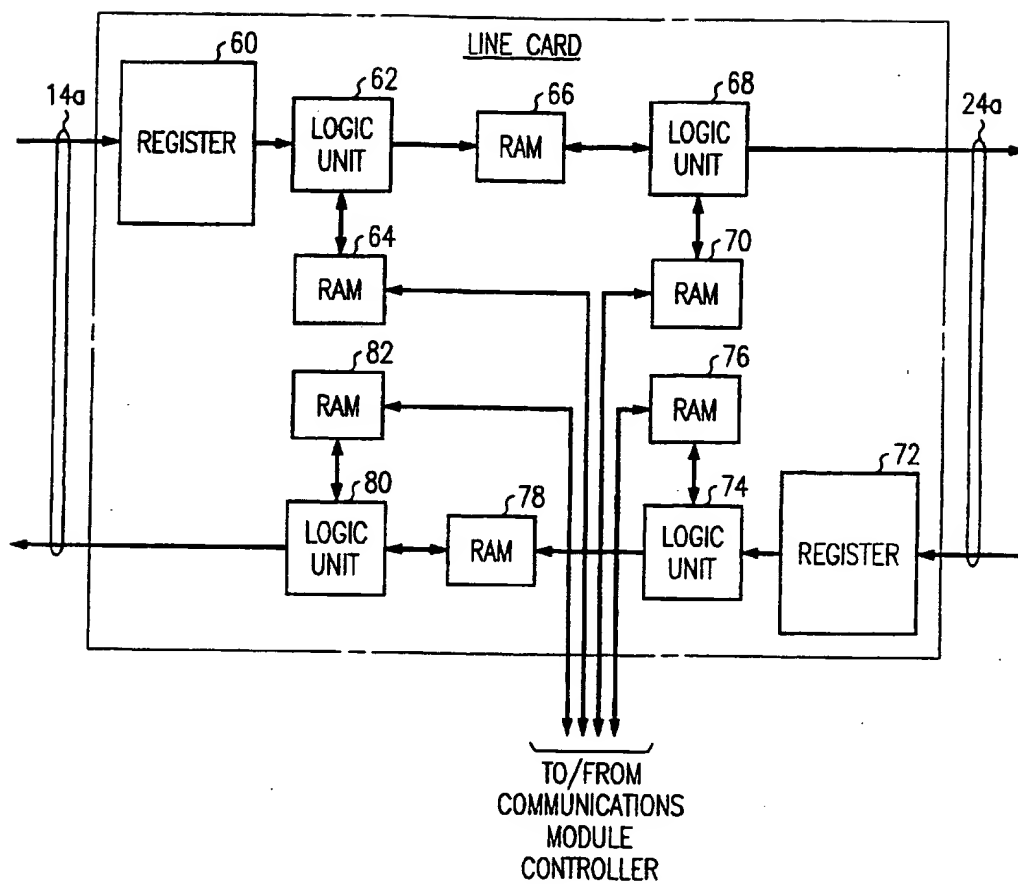 LINE CARD
60
14a
REGISTER
62
LOGIC
UNIT
66
RAM
68
LOGIC
UNIT
24a
64
RAM
70
RAM
82
RAM
76
RAM
80
LOGIC
UNIT
78
RAM
74
LOGIC
UNIT
72
REGISTER
TO/FROM
COMMUNICATIONS
MODULE
CONTROLLER